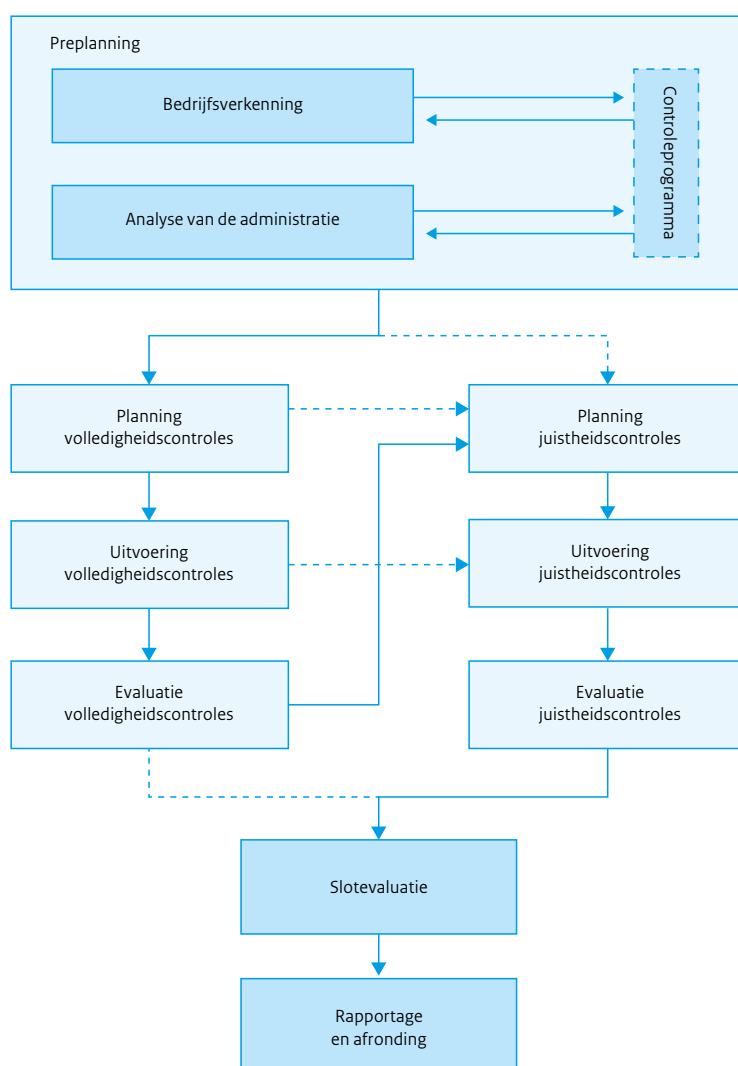 Preplanning
Bedrijfsverkenning
Controleprogramma
Analyse van de administratie
Planning
volledigheidscontroles
Planning
juistheidscontroles
Uitvoering
volledigheidscontroles
Uitvoering
juistheidscontroles
Evaluatie
volledigheidscontroles
Evaluatie
juistheidscontroles
Slotevaluatie
Rapportage
en afronding